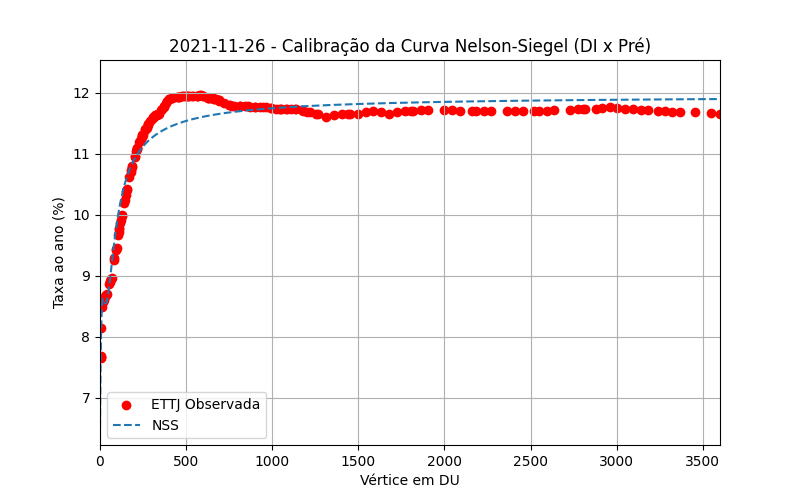 2021-11-26 - Calibração da Curva Nelson-Siegel (DI x Pré)
12
11
10
9
8
7
Taxa ao ano (%)
ETTJ Observada
NSS
0 500 1000 1500 2000 2500 3000 3500
Vértice em DU